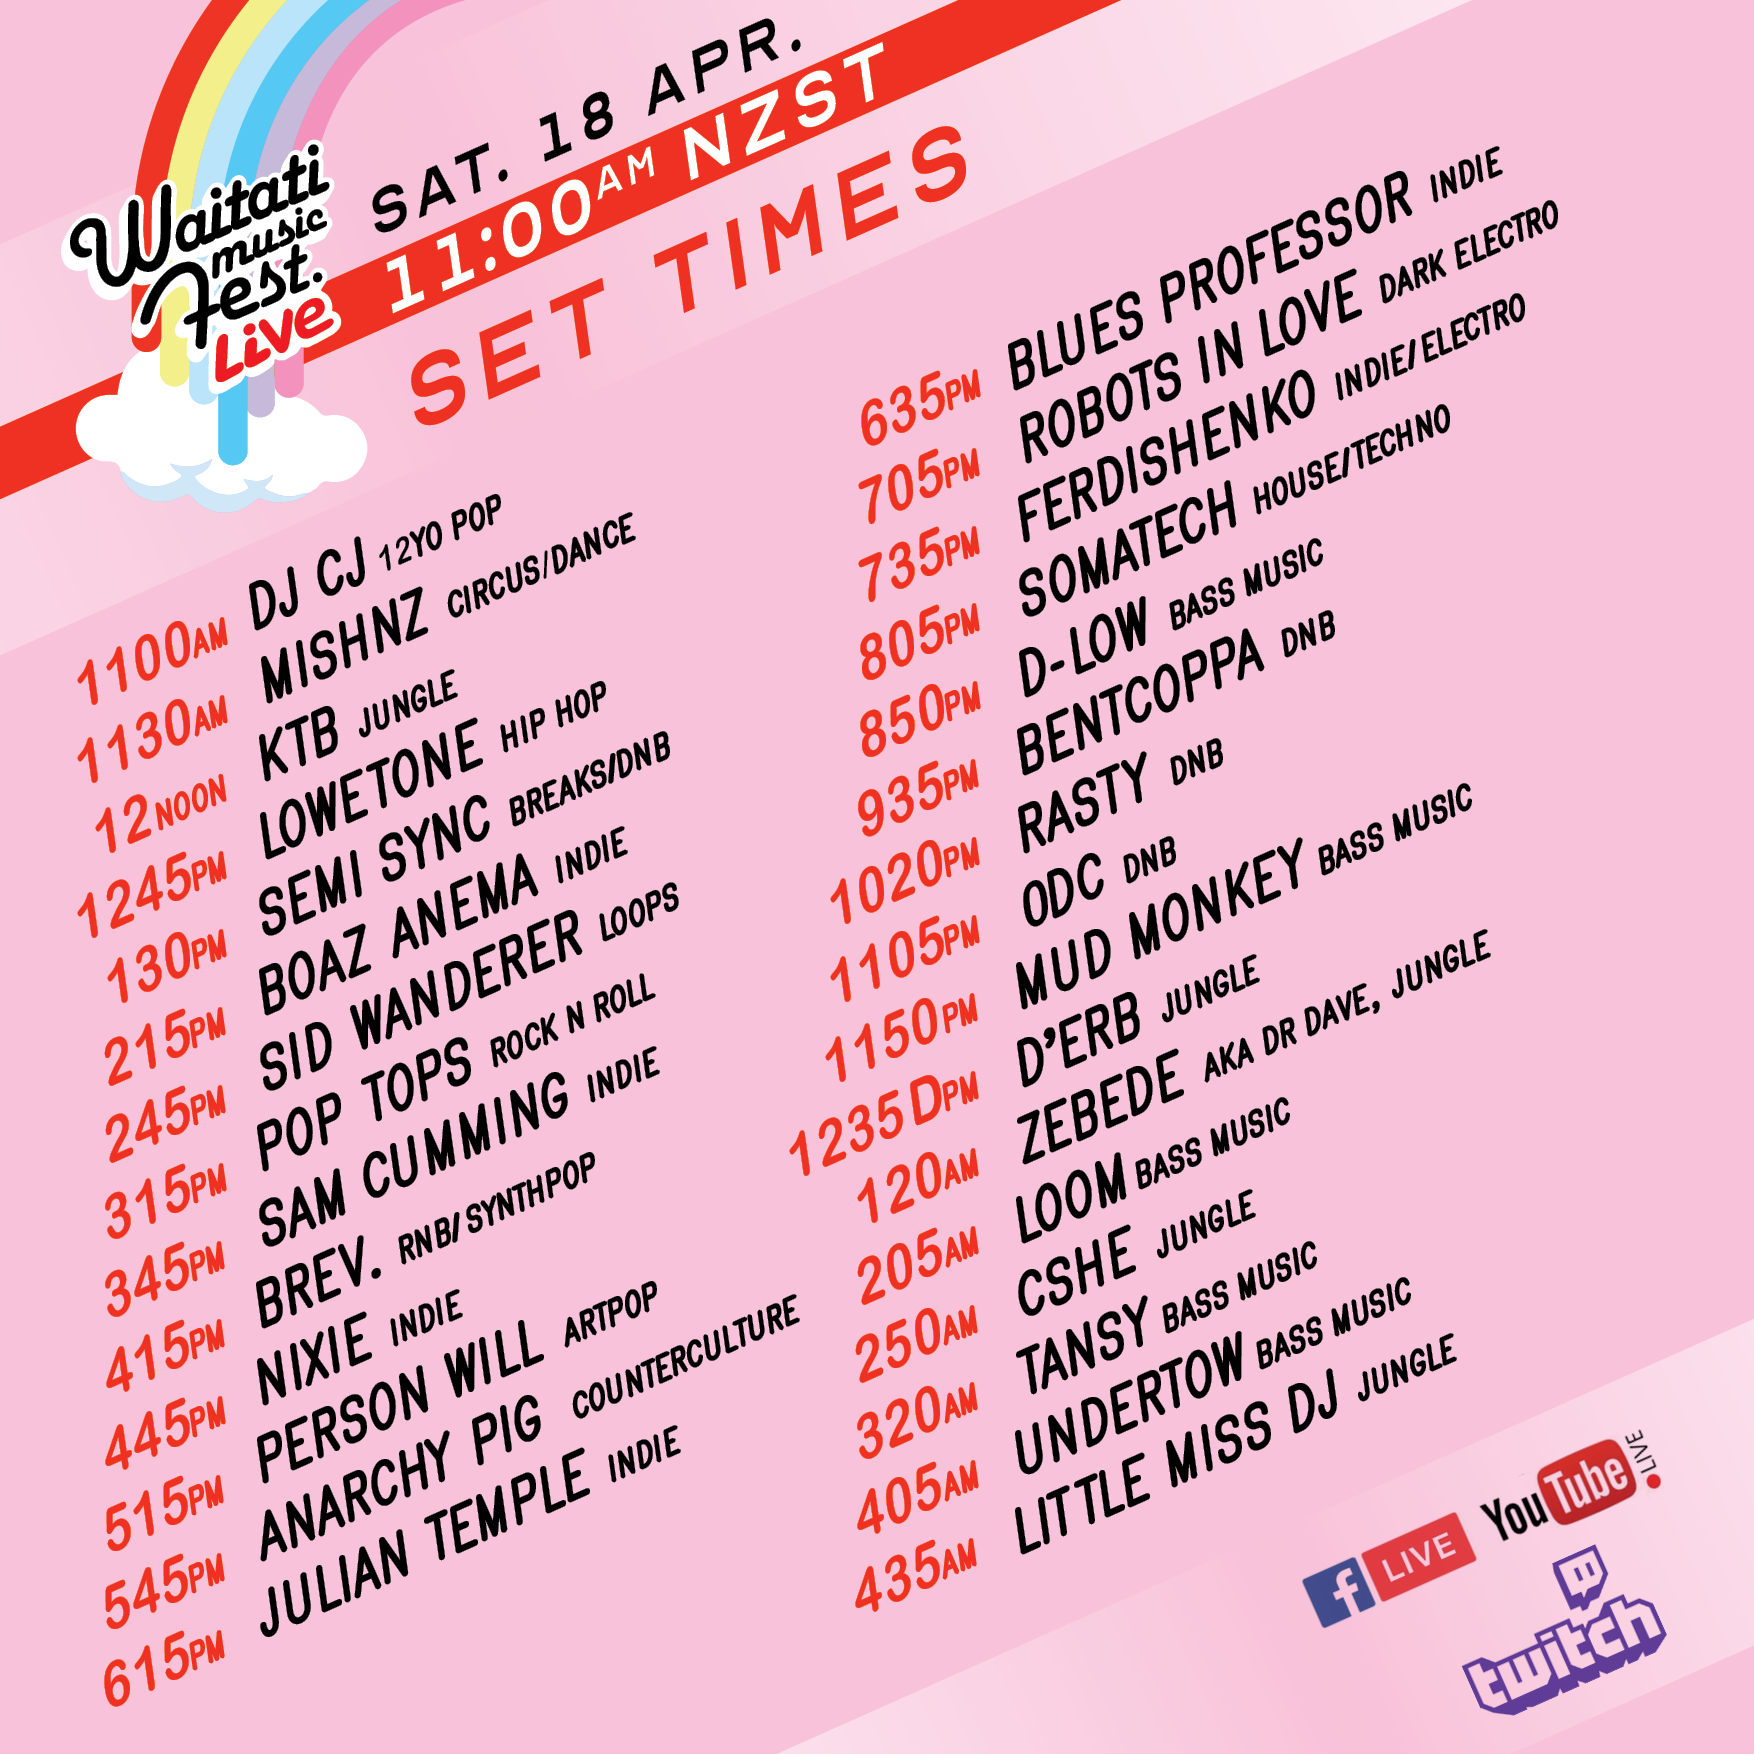 Waitati
music
Fest.
Live
SAT. 18 APR.
11:00AM NZST
SET TIMES
1100AM DJ CJ 12YO POP
1130AM MISHNZ CIRCUS/DANCE
12NOON KTB JUNGLE
1245PM LOWETONE HIP HOP
130PM SEMI SYNC BREAKS/DNB
215PM BOAZ ANEMA INDIE
245PM SID WANDERER LOOPS
315PM POP TOPS ROCK N ROLL
345PM SAM CUMMING INDIE
415PM BREV. RNB/SYNTHPOP
445PM NIXIE INDIE
515PM PERSON WILL ARTPOP
545PM ANARCHY PIG COUNTERCULTURE
615PM JULIAN TEMPLE INDIE
635PM BLUES PROFESSOR INDIE
705PM ROBOTS IN LOVE DARK ELECTRO
735PM FERDISHENKO INDIE/ELECTRO
805PM SOMATECH HOUSE/TECHNO
850PM D-LOW BASS MUSIC
935PM BENTCOPPA DNB
1020PM RASTY DNB
1105PM ODC DNB
1150PM MUD MONKEY BASS MUSIC
1235DPM D'ERB JUNGLE
120AM ZEBEDE AKA DR DAVE, JUNGLE
205AM LOOM BASS MUSIC
250AM CSHE JUNGLE
320AM TANSY BASS MUSIC
405AM UNDERTOW BASS MUSIC
435AM LITTLE MISS DJ JUNGLE
f LIVE
YouTube LIVE
twitch